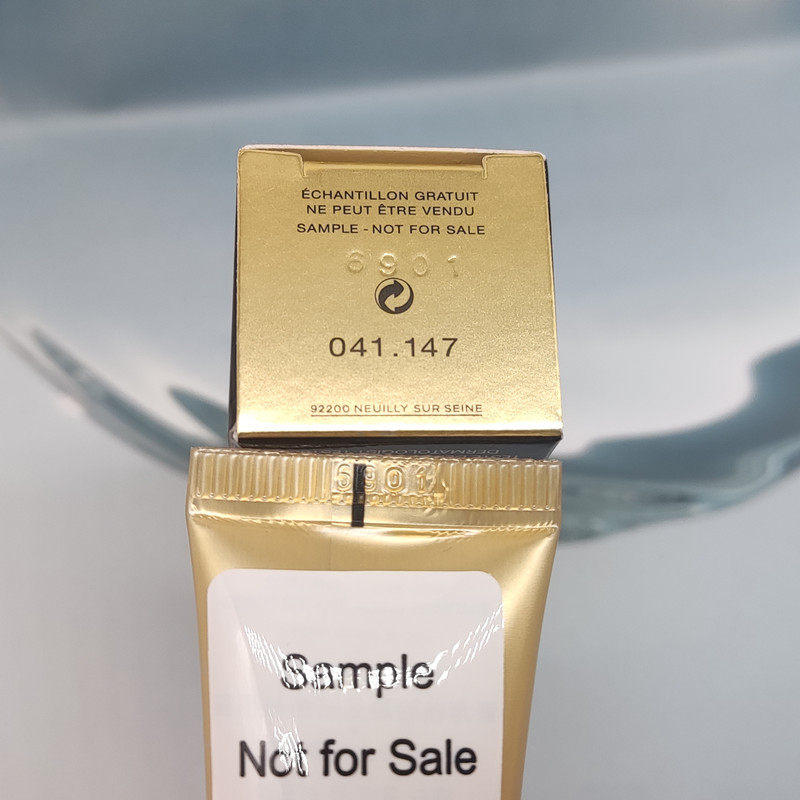 ÉCHANTILLON GRATUIT
NE PEUT ÊTRE VENDU
SAMPLE - NOT FOR SALE
6901
041.147
92200 NEUILLY SUR SEINE
6901
Sample
Not for Sale